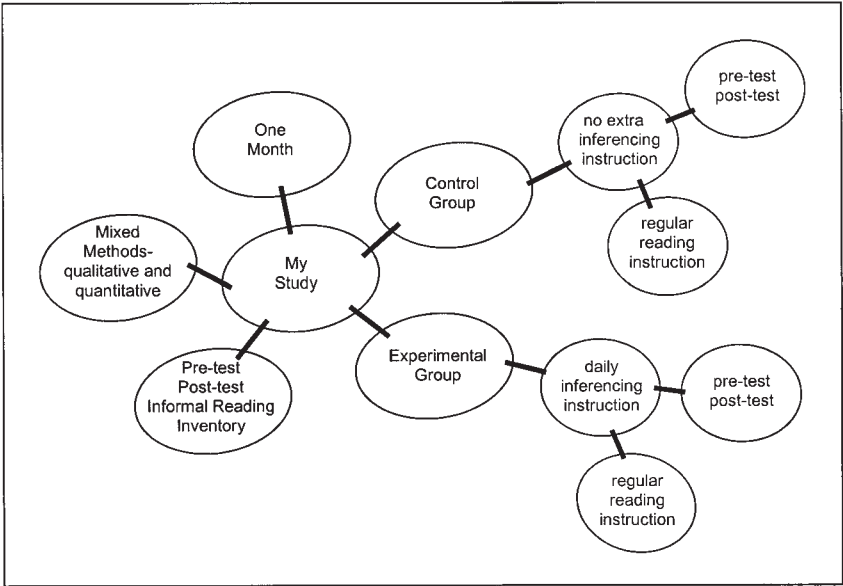 One
Month
Control
Group
no extra
inferencing
instruction
pre-test
post-test
regular
reading
instruction
Mixed
Methods-
qualitative and
quantitative
My
Study
Pre-test
Post-test
Informal Reading
Inventory
Experimental
Group
daily
inferencing
instruction
pre-test
post-test
regular
reading
instruction